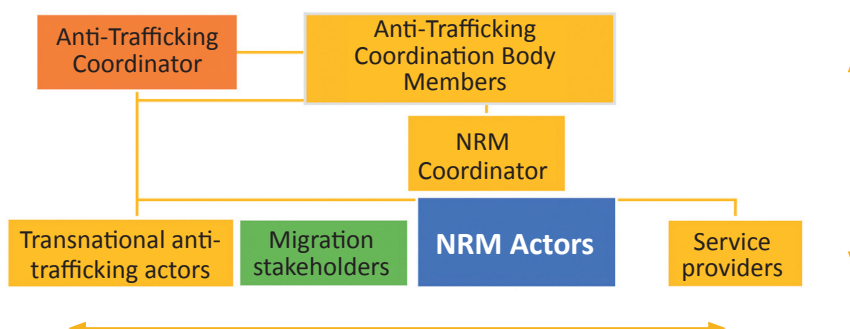 Anti-Trafficking
Coordinator
Anti-Trafficking
Coordination Body
Members
NRM
Coordinator
Transnational anti-
trafficking actors
Migration
stakeholders
NRM Actors
Service
providers